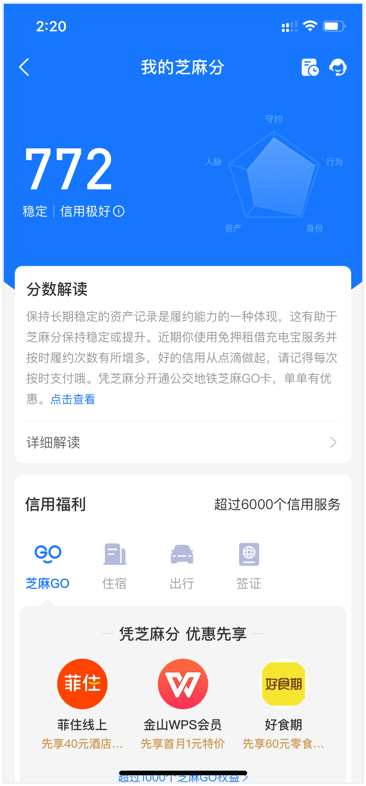 2:20
我的芝麻分
守约
772
人脉
行为
稳定 | 信用极好
资产
身份
分数解读
保持长期稳定的资产记录是履约能力的一种体现，这有助于
芝麻分保持稳定或提升。近期你使用免押租借充电宝服务并
按时履约次数有所增多，好的信用从点滴做起，请记得每次
按时支付哦。凭芝麻分开通公交地铁芝麻GO卡，单单有优
惠。点击查看
详细解读
信用福利
超过6000个信用服务
GO
芝麻GO
住宿
出行
签证
凭芝麻分 优惠先享
菲住
好食期
菲住线上
金山WPS会员
好食期
先享40元酒店...
先享首月1元特价
先享60元零食...
超过1000个芝麻GO权益